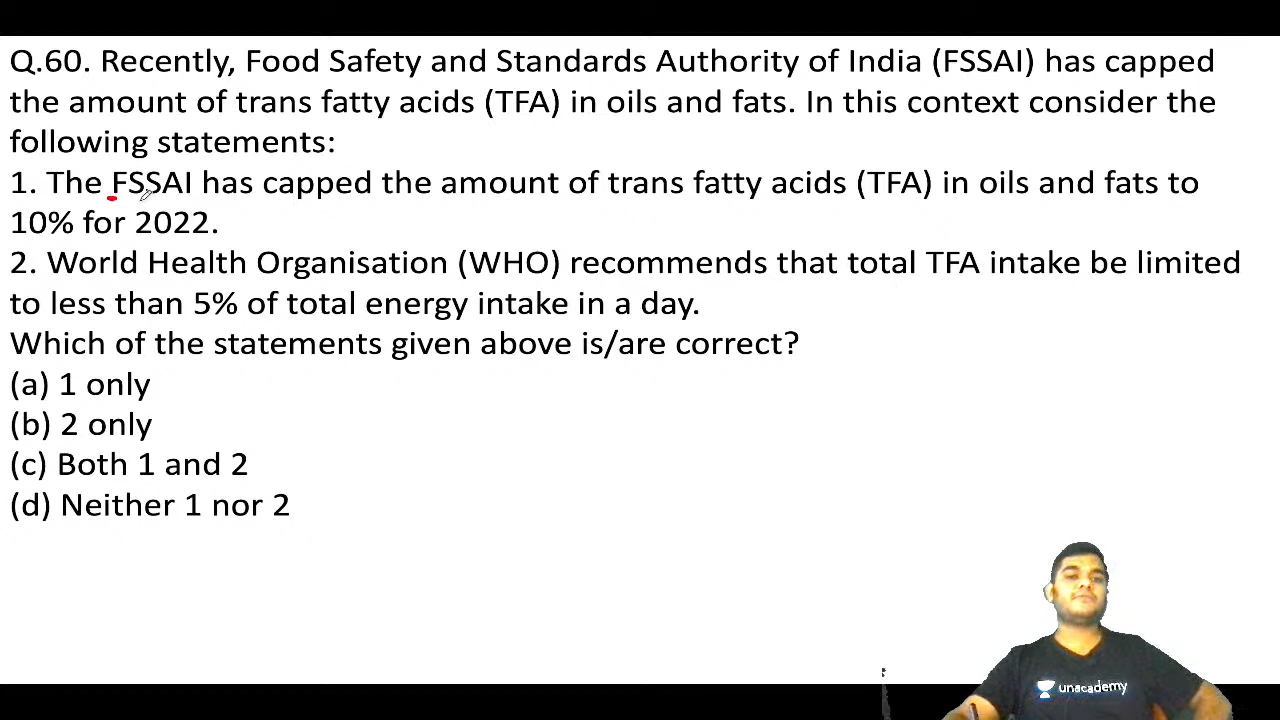 Q.60. Recently, Food Safety and Standards Authority of India (FSSAI) has capped
the amount of trans fatty acids (TFA) in oils and fats. In this context consider the
following statements:
1. The FSSAI has capped the amount of trans fatty acids (TFA) in oils and fats to
10% for 2022.
2. World Health Organisation (WHO) recommends that total TFA intake be limited
to less than 5% of total energy intake in a day.
Which of the statements given above is/are correct?
(a) 1 only
(b) 2 only
(c) Both 1 and 2
(d) Neither 1 nor 2
unacademy